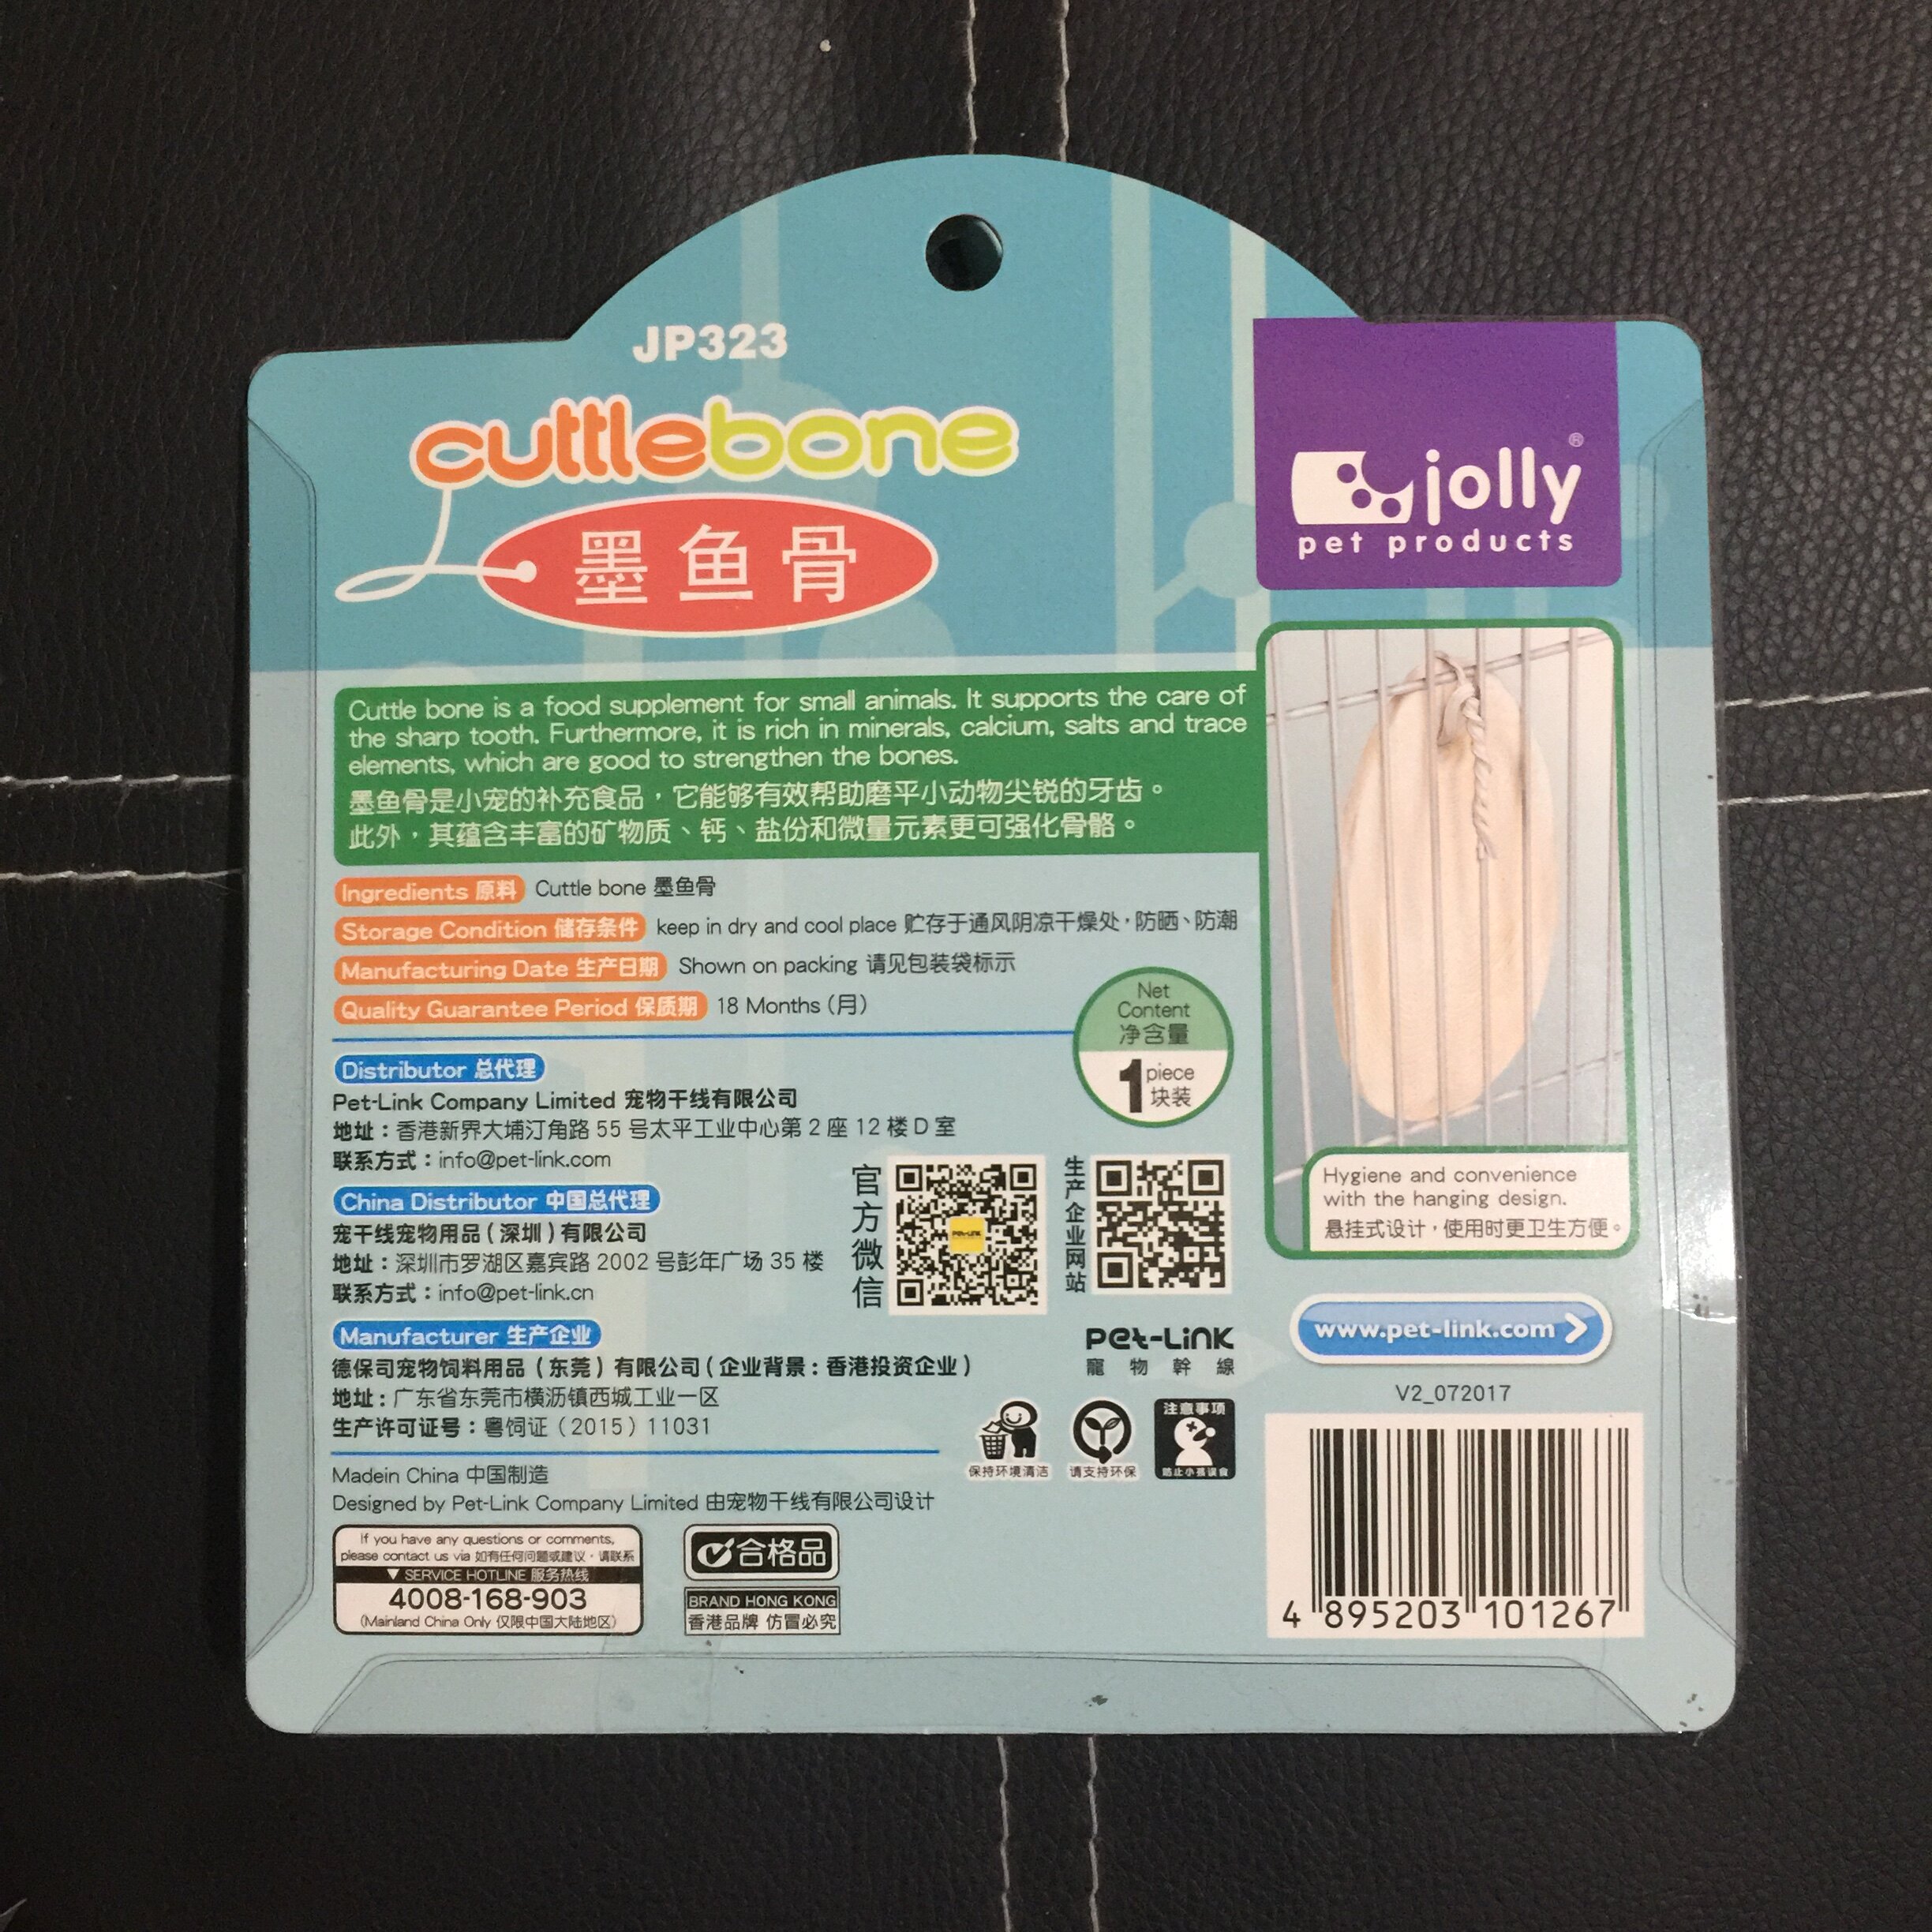 JP323
cuttlebone
墨鱼骨
jolly®
pet products
Cuttle bone is a food supplement for small animals. It supports the care of
the sharp tooth. Furthermore, it is rich in minerals, calcium, salts and trace
elements, which are good to strengthen the bones.
墨鱼骨是小宠的补充食品，它能够有效帮助磨平小动物尖锐的牙齿。
此外，其蕴含丰富的矿物质、钙、盐份和微量元素更可强化骨骼。
Ingredients 原料 Cuttle bone 墨鱼骨
Storage Condition 储存条件 keep in dry and cool place 贮存于通风阴凉干燥处，防晒、防潮
Manufacturing Date 生产日期 Shown on packing 请见包装袋标示
Quality Guarantee Period 保质期 18 Months (月)
Net
Content
净含量
1 piece
块装
Distributor 总代理
Pet-Link Company Limited 宠物干线有限公司
地址：香港新界大埔汀角路 55 号太平工业中心第 2 座 12 楼 D 室
联系方式：info@pet-link.com
China Distributor 中国总代理
宠干线宠物用品 (深圳) 有限公司
地址：深圳市罗湖区嘉宾路 2002 号彭年广场 35 楼
联系方式：info@pet-link.cn
官方微信
Pet-Link
生产企业网站
Hygiene and convenience
with the hanging design.
悬挂式设计，使用时更卫生方便。
Manufacturer 生产企业
德保司宠物饲料用品（东莞）有限公司 (企业背景：香港投资企业)
地址：广东省东莞市横沥镇西城工业一区
生产许可证号：粤饲证（2015）11031
Pet-Link
寵物幹線
www.pet-link.com
V2_072017
保持环境清洁
请支持环保
注意事项
防止小孩误食
Madein China 中国制造
Designed by Pet-Link Company Limited 由宠物干线有限公司设计
If you have any questions or comments,
please contact us via 如有任何问题或建议，请联系
▼ SERVICE HOTLINE 服务热线
4008-168-903
(Mainland China Only 仅限中国大陆地区)
合格品
BRAND HONG KONG
香港品牌 仿冒必究
4 895203 101267